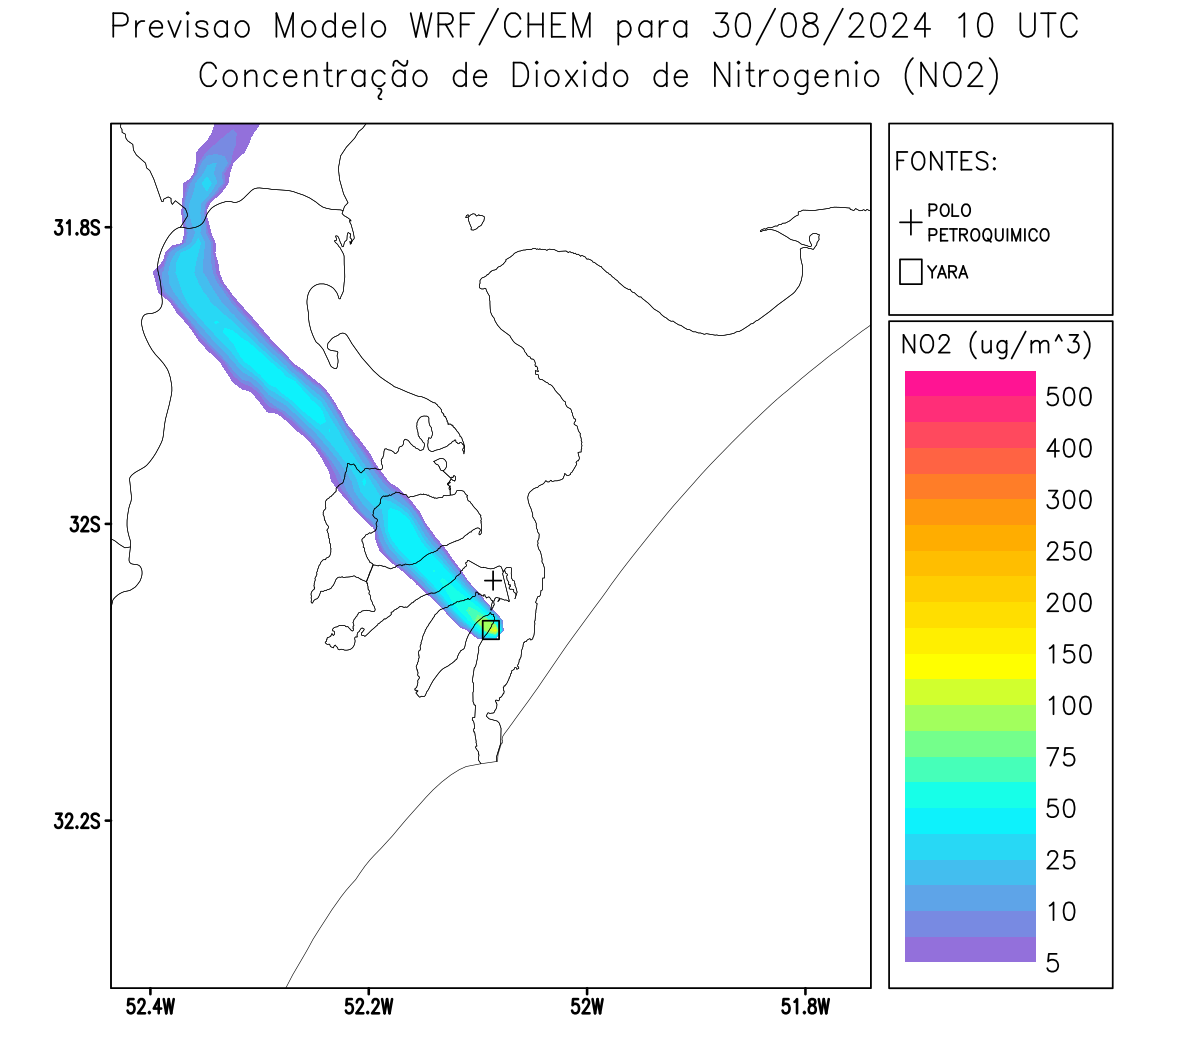 Previsao Modelo WRF/CHEM para 30/08/2024 10 UTC
Concentração de Dioxido de Nitrogenio (NO2)
FONTES:
POLO
PETROQUIMICO
YARA
31.8S
32S
32.2S
52.4W
52.2W
52W
51.8W
NO2 (ug/m^3)
500
400
300
250
200
150
100
75
50
25
10
5